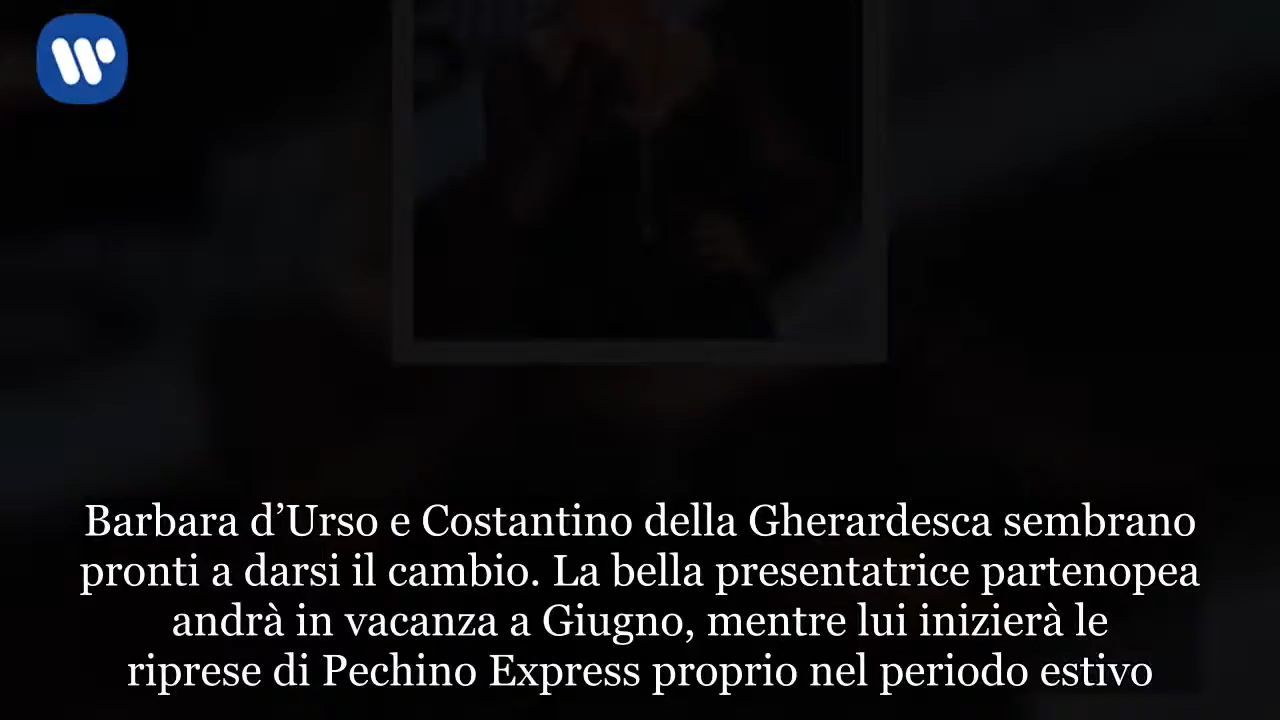 Barbara d’Urso e Costantino della Gherardesca sembrano
pronti a darsi il cambio. La bella presentatrice partenopea
andrà in vacanza a Giugno, mentre lui inizierà le
riprese di Pechino Express proprio nel periodo estivo